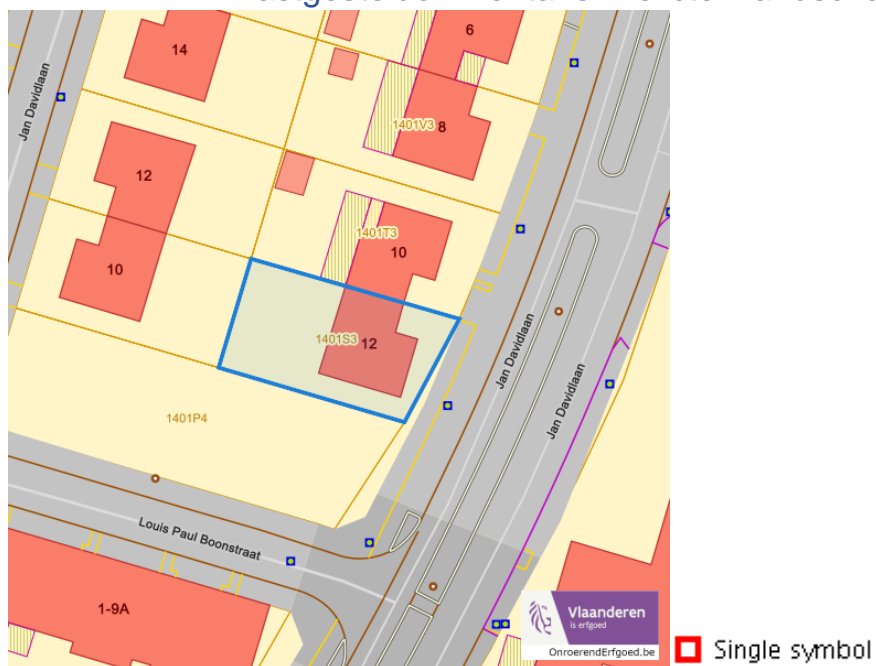 14
6
Jan Davidlaan
1401V3
8
12
1401T3
10
10
1401S3
12
Jan Davidlaan
Jan Davidlaan
1401P4
Louis Paul Boonstraat
1-9A
Vlaanderen
is erfgoed
OnroerendErfgoed.be
Single symbol